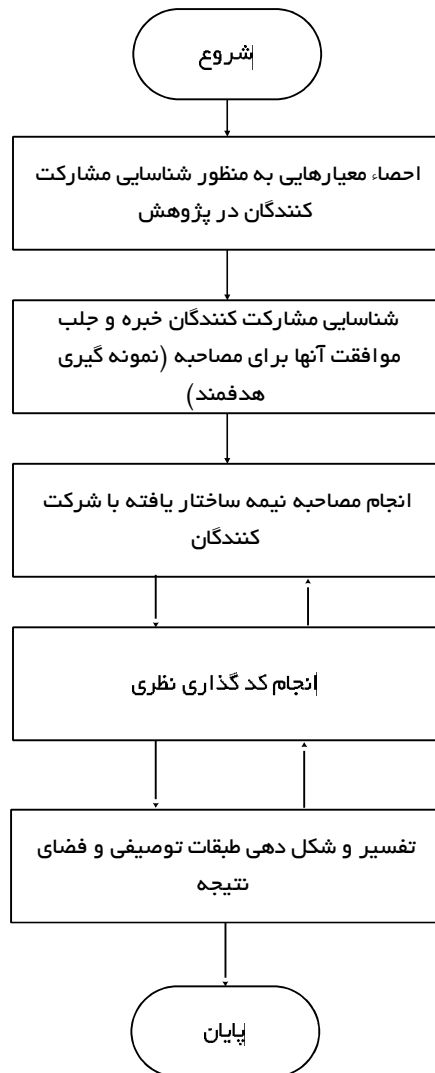 شروع
احصاء معیارهایی به منظور شناسایی مشارکت
کنندگان در پژوهش
شناسایی مشارکت کنندگان خبره و جلب
موافقت آنها برای مصاحبه (نمونه گیری
هدفمند)
انجام مصاحبه نیمه ساختار یافته با شرکت
کنندگان
انجام کد گذاری نظری
تفسیر و شکل دهی طبقات توصیفی و فضای
نتیجه
پایان